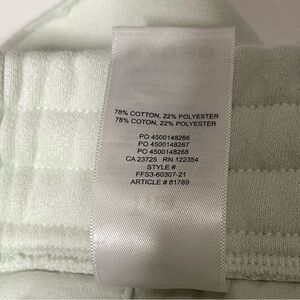 78% COTTON, 22% POLYESTER
78% COTON, 22% POLYESTER
PO 4500148266
PO 4500148267
PO 4500148268
CA 23725 RN 122354
STYLE #
FFS3-60307-21
ARTICLE # 81789